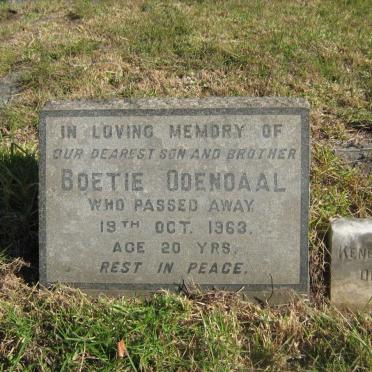 IN LOVING MEMORY OF
OUR DEAREST SON AND BROTHER
BOETIE ODENDAAL
WHO PASSED AWAY
19TH OCT. 1963.
AGE 20 YRS.
REST IN PEACE.